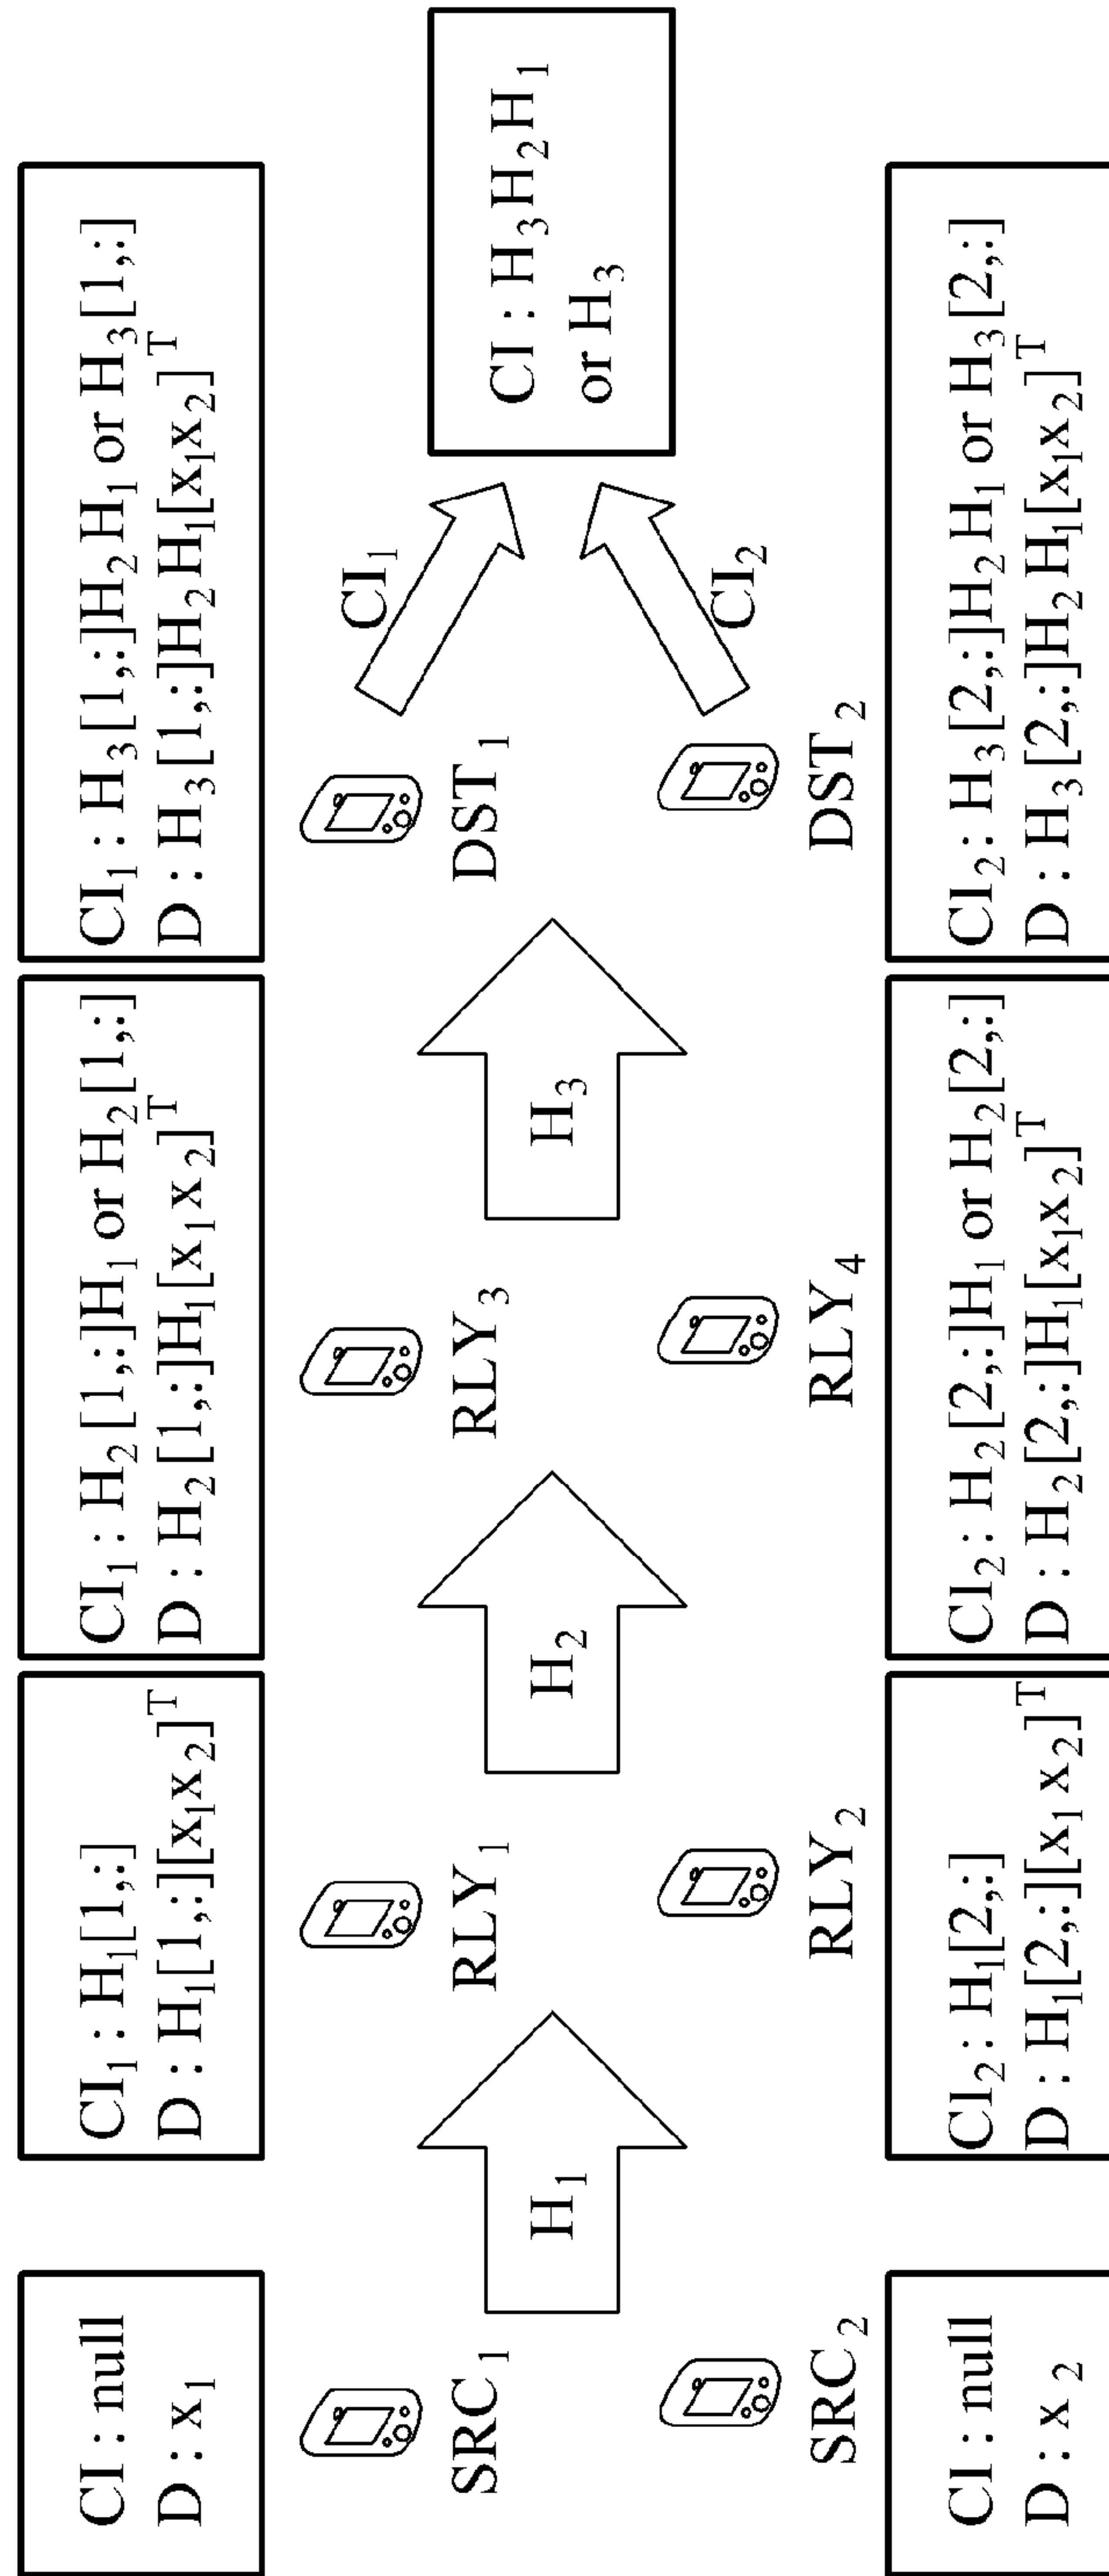 CI : null
D : x₁
CI₁ : H₁[1,:]
D : H₁[1,:][x₁x₂]ᵀ
CI₁ : H₂[1,:]H₁ or H₂[1,:]
D : H₂[1,:]H₁[x₁x₂]ᵀ
CI₁ : H₃[1,:]H₂H₁ or H₃[1,:]
D : H₃[1,:]H₂H₁[x₁x₂]ᵀ
SRC₁
RLY₁
RLY₃
DST₁
H₁
H₂
H₃
CI₁
CI₂
CI : H₃H₂H₁
or H₃
SRC₂
RLY₂
RLY₄
DST₂
CI : null
D : x₂
CI₂ : H₁[2,:]
D : H₁[2,:][x₁x₂]ᵀ
CI₂ : H₂[2,:]H₁ or H₂[2,:]
D : H₂[2,:]H₁[x₁x₂]ᵀ
CI₂ : H₃[2,:]H₂H₁ or H₃[2,:]
D : H₃[2,:]H₂H₁[x₁x₂]ᵀ